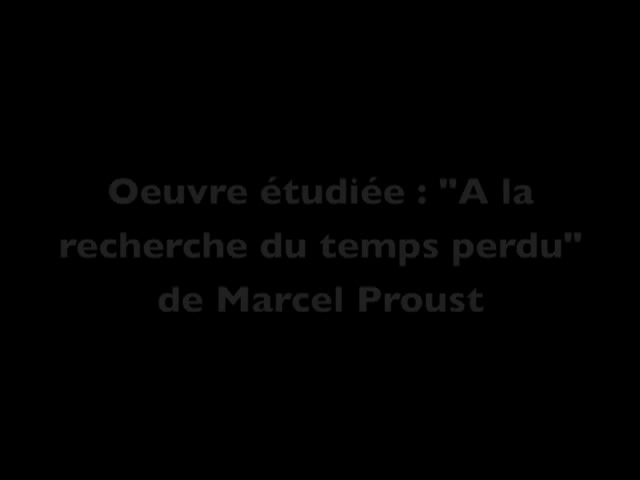 Oeuvre étudiée : "A la
recherche du temps perdu"
de Marcel Proust